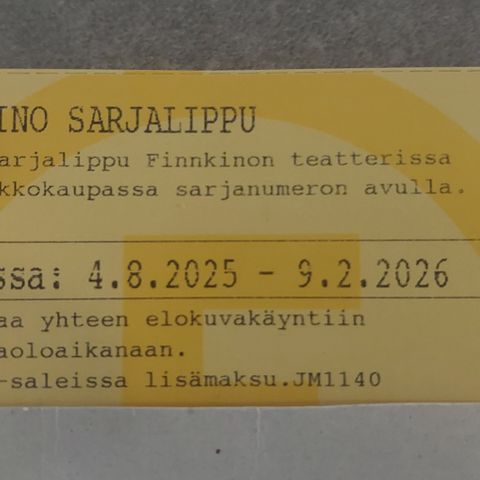 INO SARJALIPPU
arjalippu Finnkinon teatterissa
kkokaupassa sarjanumeron avulla.
ssa: 4.8.2025 - 9.2.2026
aa yhteen elokuvakäyntiin
aoloaikanaan.
-saleissa lisämaksu.JM1140